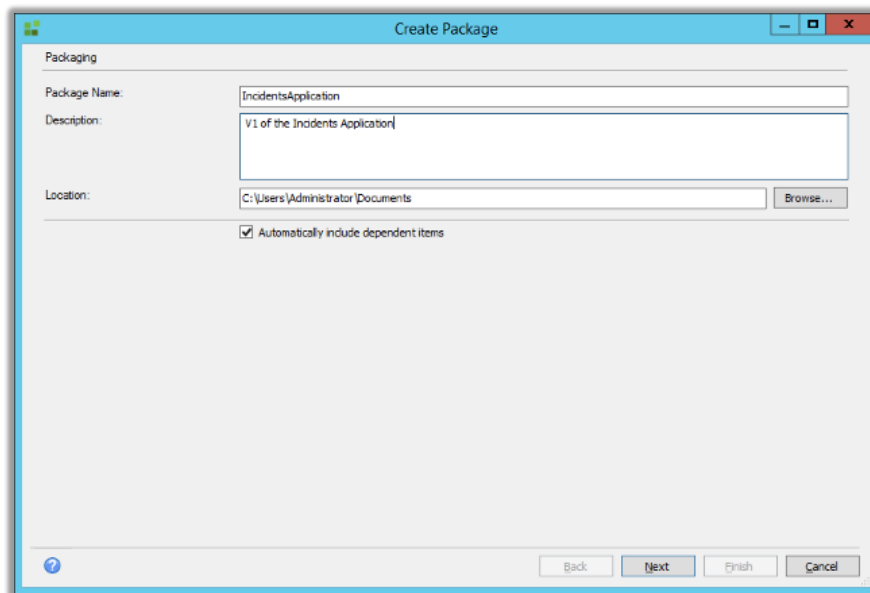 Create Package
Packaging
Package Name:
IncidentsApplication
Description:
V1 of the Incidents Application
Location:
C:\Users\Administrator\Documents
Browse...
Automatically include dependent items
Back
Next
Finish
Cancel